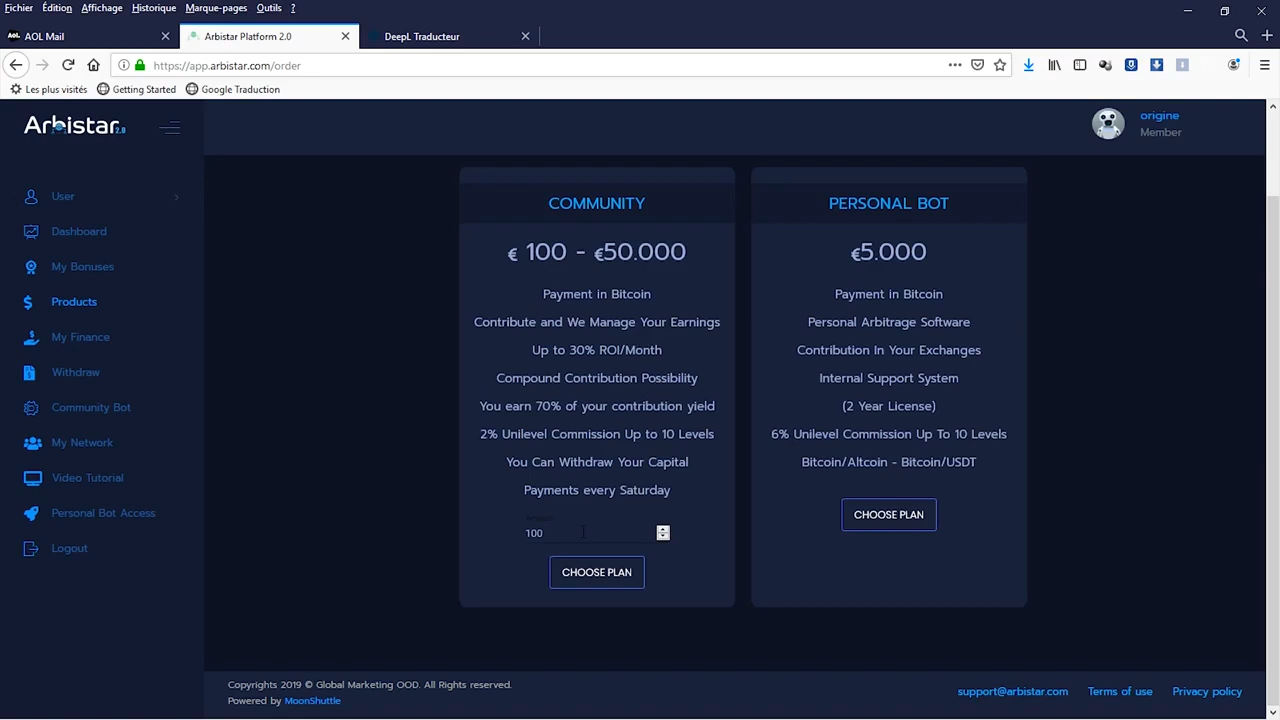 Fichier Édition Affichage Historique Marque-pages Outils ?
AOL Mail
Arbistar Platform 2.0
DeepL Traducteur
https://app.arbistar.com/order
Les plus visités
Getting Started
Google Traduction
Arbistar 2.0
origine
Member
User
Dashboard
My Bonuses
Products
My Finance
Withdraw
Community Bot
My Network
Video Tutorial
Personal Bot Access
Logout
COMMUNITY
€ 100 - €50.000
Payment in Bitcoin
Contribute and We Manage Your Earnings
Up to 30% ROI/Month
Compound Contribution Possibility
You earn 70% of your contribution yield
2% Unilevel Commission Up to 10 Levels
You Can Withdraw Your Capital
Payments every Saturday
100
CHOOSE PLAN
PERSONAL BOT
€5.000
Payment in Bitcoin
Personal Arbitrage Software
Contribution In Your Exchanges
Internal Support System
(2 Year License)
6% Unilevel Commission Up To 10 Levels
Bitcoin/Altcoin - Bitcoin/USDT
CHOOSE PLAN
Copyrights 2019 © Global Marketing OOD. All Rights reserved.
Powered by MoonShuttle
support@arbistar.com
Terms of use
Privacy policy